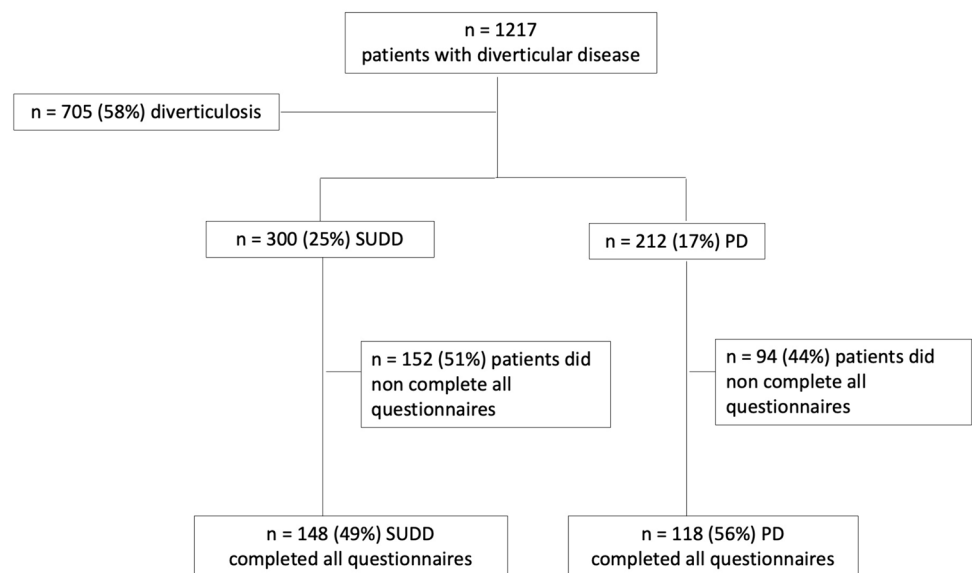 n = 1217
patients with diverticular disease
n = 705 (58%) diverticulosis
n = 300 (25%) SUDD
n = 212 (17%) PD
n = 152 (51%) patients did
non complete all
questionnaires
n = 94 (44%) patients did
non complete all
questionnaires
n = 148 (49%) SUDD
completed all questionnaires
n = 118 (56%) PD
completed all questionnaires